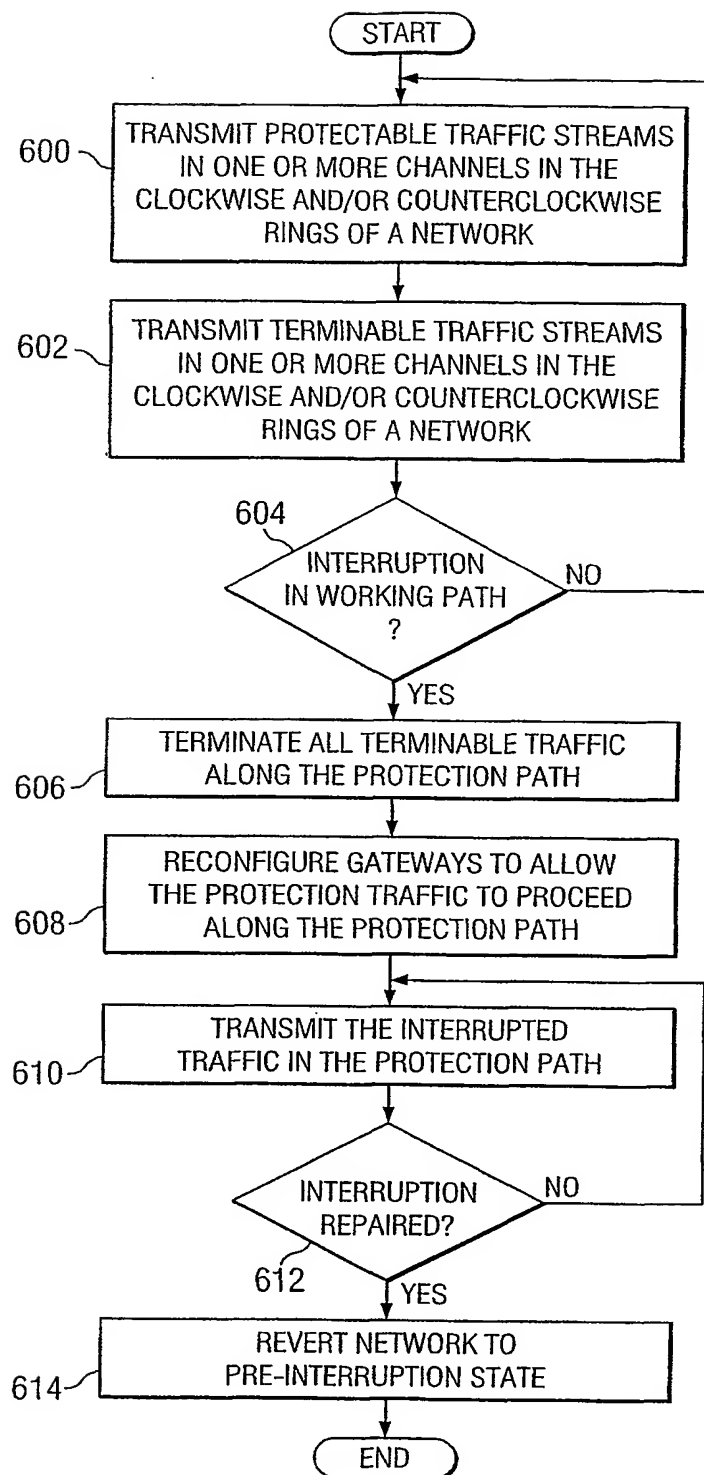 START
600
TRANSMIT PROTECTABLE TRAFFIC STREAMS
IN ONE OR MORE CHANNELS IN THE
CLOCKWISE AND/OR COUNTERCLOCKWISE
RINGS OF A NETWORK
602
TRANSMIT TERMINABLE TRAFFIC STREAMS
IN ONE OR MORE CHANNELS IN THE
CLOCKWISE AND/OR COUNTERCLOCKWISE
RINGS OF A NETWORK
604
INTERRUPTION
IN WORKING PATH
?
NO
YES
TERMINATE ALL TERMINABLE TRAFFIC
ALONG THE PROTECTION PATH
606
RECONFIGURE GATEWAYS TO ALLOW
THE PROTECTION TRAFFIC TO PROCEED
ALONG THE PROTECTION PATH
608
TRANSMIT THE INTERRUPTED
TRAFFIC IN THE PROTECTION PATH
610
INTERRUPTION
REPAIRED?
NO
612
YES
REVERT NETWORK TO
PRE-INTERRUPTION STATE
614
END